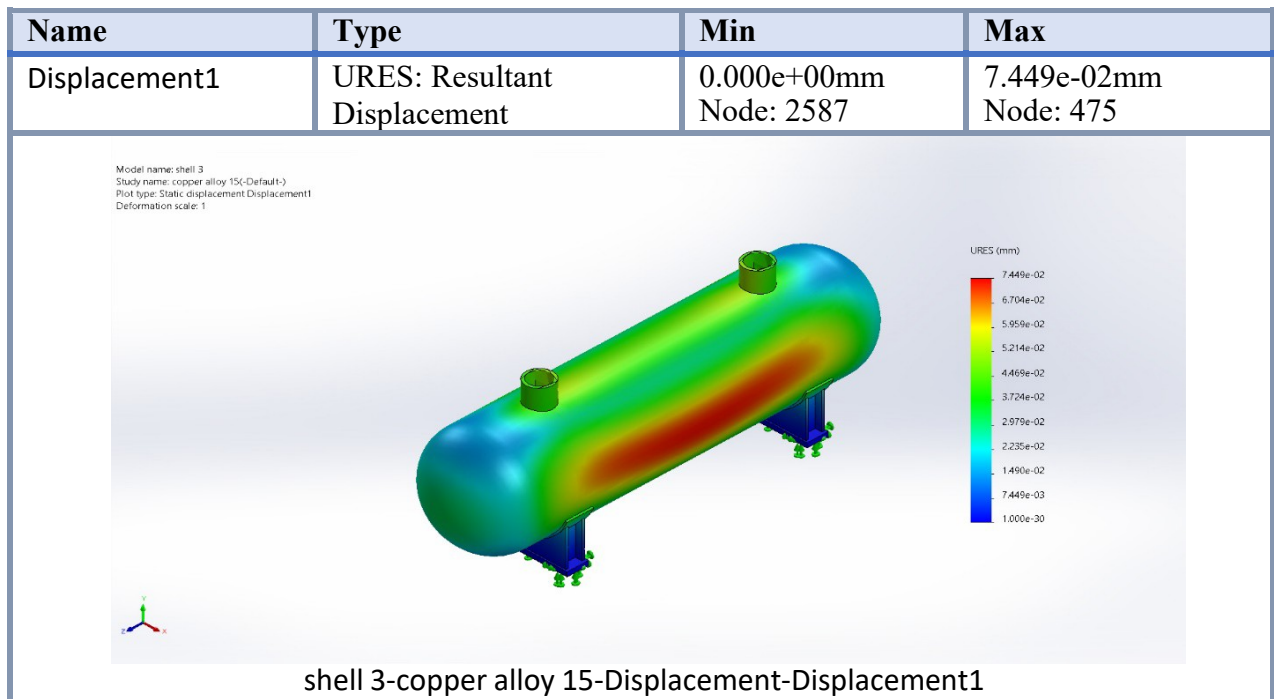 Name Type Min Max
Displacement1 URES: Resultant 0.000e+00mm 7.449e-02mm
Displacement Node: 2587 Node: 475
Model name: shell 3
Study name: copper alloy 15(-Default-)
Plot type: Static displacement Displacement1
Deformation scale: 1
URES (mm)
7.449e-02
6.704e-02
5.959e-02
5.214e-02
4.469e-02
3.724e-02
2.979e-02
2.235e-02
1.490e-02
7.449e-03
1.000e-30
Y
Z X
shell 3-copper alloy 15-Displacement-Displacement1